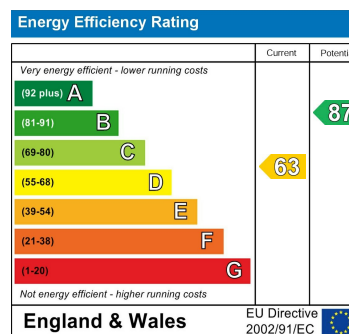 Energy Efficiency Rating
Current
Very energy efficient - lower running costs
(92 plus) A
(81-91) B
87
(69-80) C
63
(55-68) D
(39-54) E
(21-38) F
(1-20) G
Not energy efficient - higher running costs
England & Wales
EU Directive
2002/91/EC